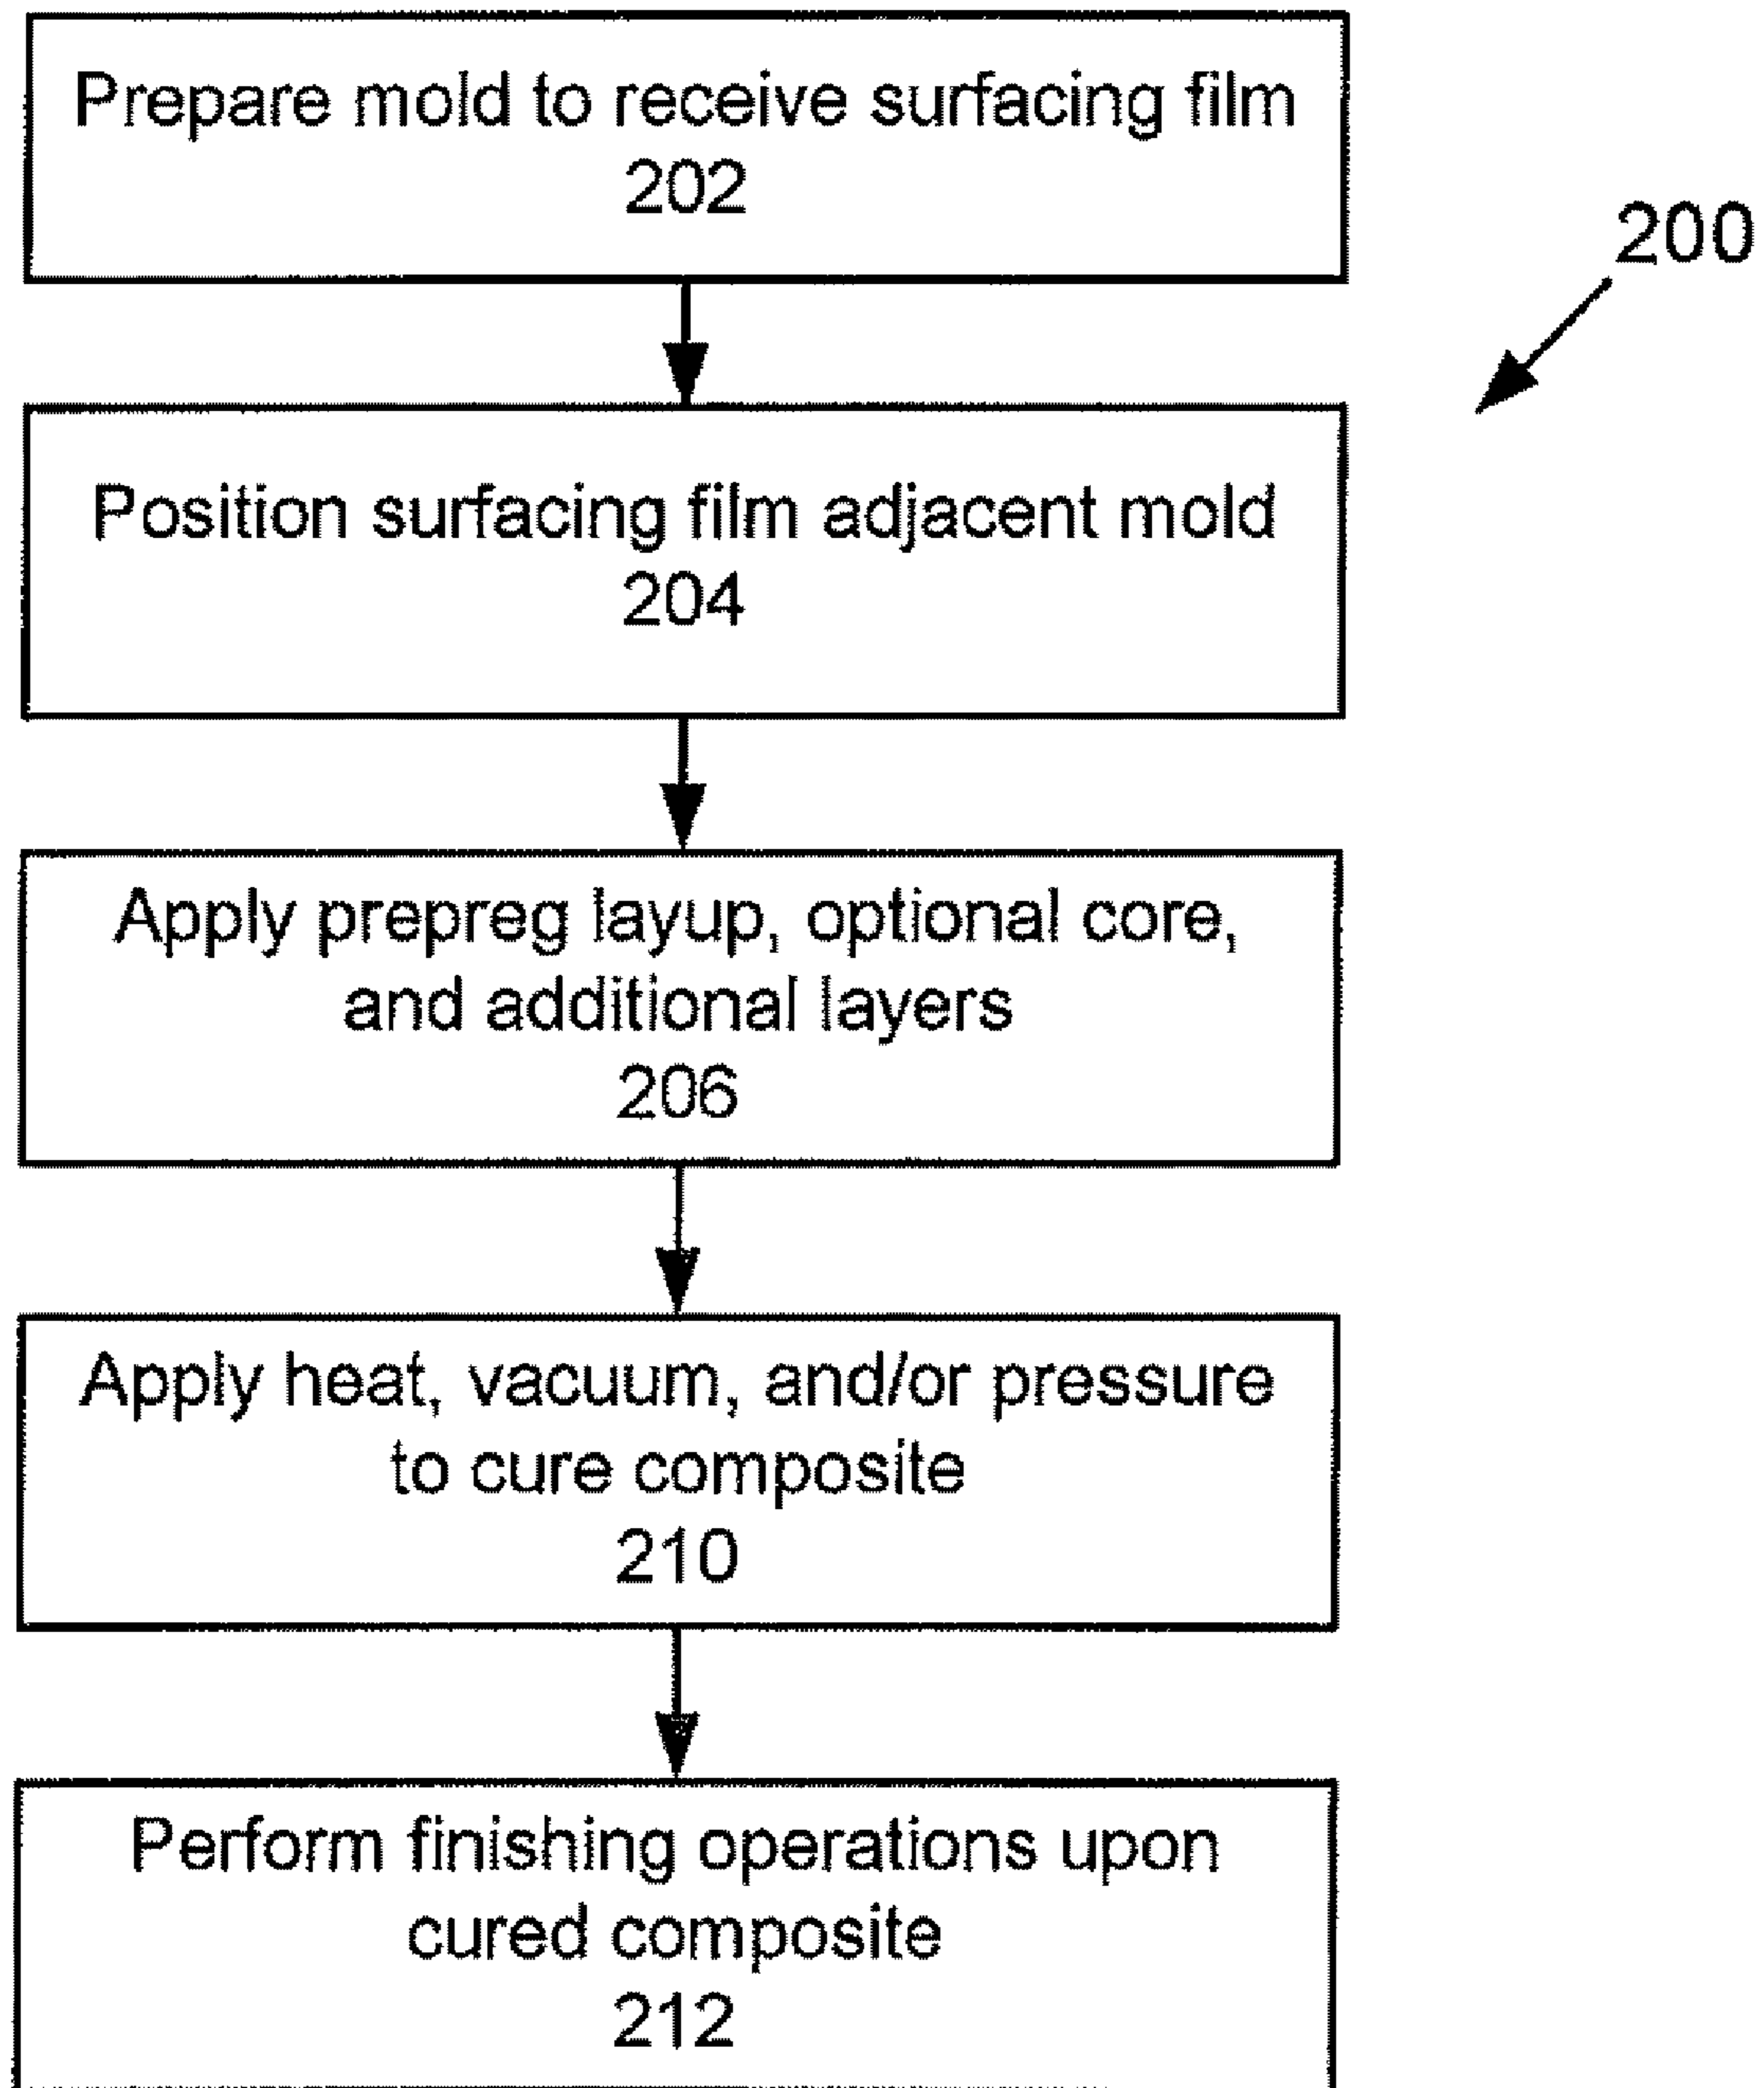 Prepare mold to receive surfacing film
202
200
Position surfacing film adjacent mold
204
Apply prepreg layup, optional core,
and additional layers
206
Apply heat, vacuum, and/or pressure
to cure composite
210
Perform finishing operations upon
cured composite
212